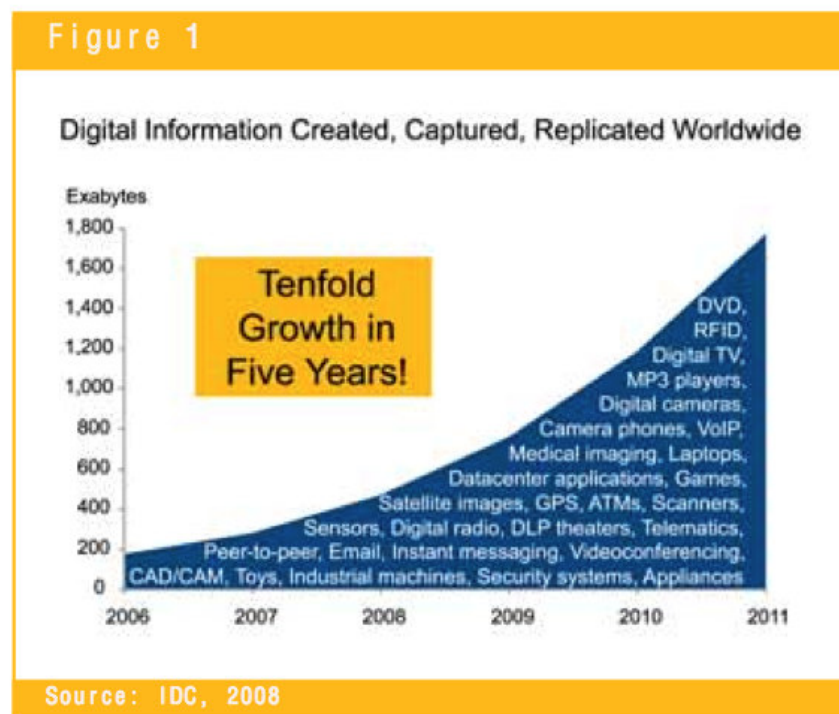 Figure 1
Digital Information Created, Captured, Replicated Worldwide
Exabytes
1,800
1,600
1,400
1,200
1,000
800
600
400
200
0
Tenfold
Growth in
Five Years!
DVD,
RFID,
Digital TV,
MP3 players,
Digital cameras,
Camera phones, VoIP,
Medical imaging, Laptops,
Datacenter applications, Games,
Satellite images, GPS, ATMs, Scanners,
Sensors, Digital radio, DLP theaters, Telematics,
Peer-to-peer, Email, Instant messaging, Videoconferencing,
CAD/CAM, Toys, Industrial machines, Security systems, Appliances
2006 2007 2008 2009 2010 2011
Source: IDC, 2008